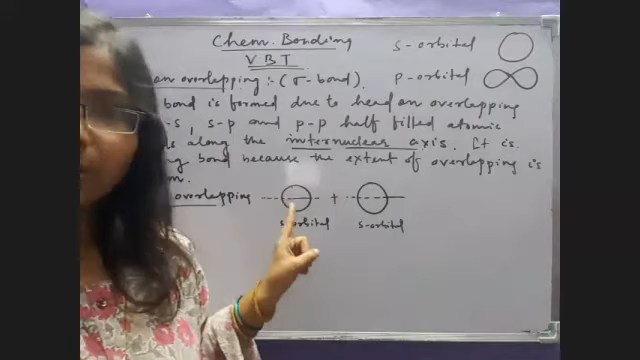 Chem. Bonding
VBT
s-orbital
p-orbital
on overlapping :- (σ-bond).
bond is formed due to head on overlapping
-s, s-p and p-p half filled atomic
along the internuclear axis. It is
bond because the extent of overlapping is
overlapping + 
s-orbital s-orbital